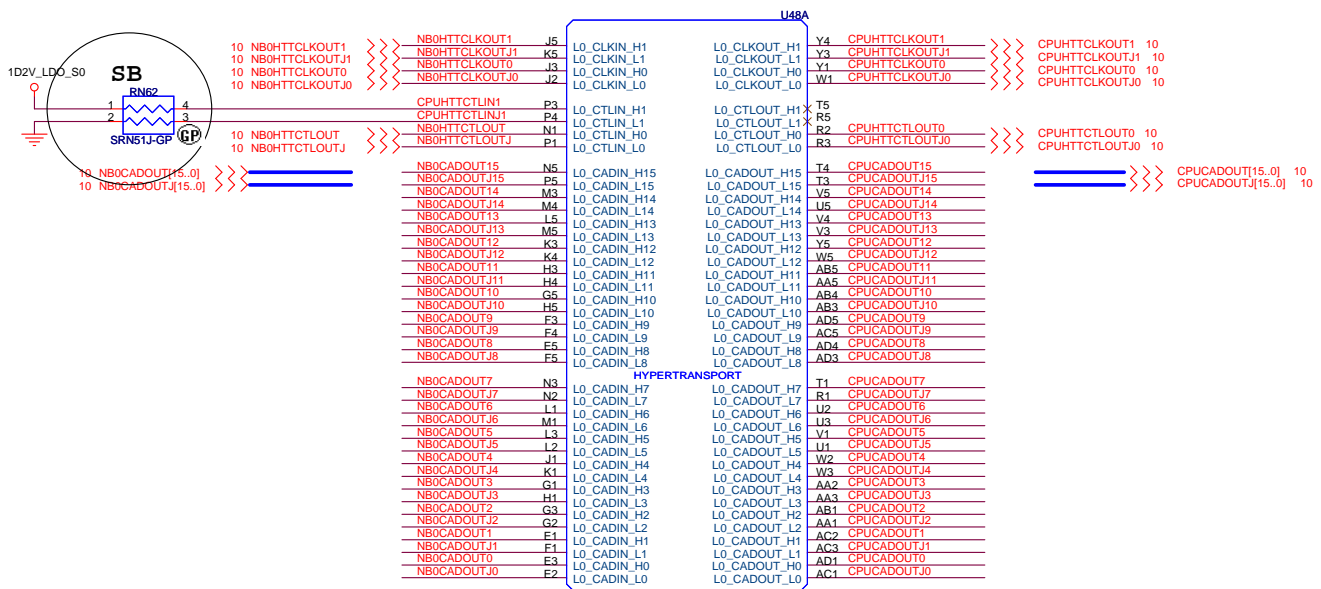 U48A
10 NB0HTTCLKOUT1
10 NB0HTTCLKOUTJ1
10 NB0HTTCLKOUT0
10 NB0HTTCLKOUTJ0
NB0HTTCLKOUT1 J5 L0_CLKIN_H1 L0_CLKOUT_H1 Y4 CPUHTTCLKOUT1
NB0HTTCLKOUTJ1 K5 L0_CLKIN_L1 L0_CLKOUT_L1 Y3 CPUHTTCLKOUTJ1
NB0HTTCLKOUT0 J3 L0_CLKIN_H0 L0_CLKOUT_H0 Y1 CPUHTTCLKOUT0
NB0HTTCLKOUTJ0 J2 L0_CLKIN_L0 L0_CLKOUT_L0 W1 CPUHTTCLKOUTJ0
CPUHTTCLKOUT1 10
CPUHTTCLKOUTJ1 10
CPUHTTCLKOUT0 10
CPUHTTCLKOUTJ0 10
1D2V_LDO_S0
SB
RN62
1 4
2 3
SRN51J-GP
GP
CPUHTTCTLIN1 P3 L0_CTLIN_H1 L0_CTLOUT_H1 T5
CPUHTTCTLINJ1 P4 L0_CTLIN_L1 L0_CTLOUT_L1 R5
NB0HTTCTLOUT N1 L0_CTLIN_H0 L0_CTLOUT_H0 R2 CPUHTTCTLOUT0
NB0HTTCTLOUTJ P1 L0_CTLIN_L0 L0_CTLOUT_L0 R3 CPUHTTCTLOUTJ0
10 NB0HTTCTLOUT
10 NB0HTTCTLOUTJ
CPUHTTCTLOUT0 10
CPUHTTCTLOUTJ0 10
10 NB0CADOUT[15..0]
10 NB0CADOUTJ[15..0]
CPUCADOUT[15..0] 10
CPUCADOUTJ[15..0] 10
NB0CADOUT15 N5 L0_CADIN_H15 L0_CADOUT_H15 T4 CPUCADOUT15
NB0CADOUTJ15 P5 L0_CADIN_L15 L0_CADOUT_L15 T3 CPUCADOUTJ15
NB0CADOUT14 M3 L0_CADIN_H14 L0_CADOUT_H14 V5 CPUCADOUT14
NB0CADOUTJ14 M4 L0_CADIN_L14 L0_CADOUT_L14 U5 CPUCADOUTJ14
NB0CADOUT13 L5 L0_CADIN_H13 L0_CADOUT_H13 V4 CPUCADOUT13
NB0CADOUTJ13 M5 L0_CADIN_L13 L0_CADOUT_L13 V3 CPUCADOUTJ13
NB0CADOUT12 K3 L0_CADIN_H12 L0_CADOUT_H12 Y5 CPUCADOUT12
NB0CADOUTJ12 K4 L0_CADIN_L12 L0_CADOUT_L12 W5 CPUCADOUTJ12
NB0CADOUT11 H3 L0_CADIN_H11 L0_CADOUT_H11 AB5 CPUCADOUT11
NB0CADOUTJ11 H4 L0_CADIN_L11 L0_CADOUT_L11 AA5 CPUCADOUTJ11
NB0CADOUT10 G5 L0_CADIN_H10 L0_CADOUT_H10 AB4 CPUCADOUT10
NB0CADOUTJ10 H5 L0_CADIN_L10 L0_CADOUT_L10 AB3 CPUCADOUTJ10
NB0CADOUT9 F3 L0_CADIN_H9 L0_CADOUT_H9 AD5 CPUCADOUT9
NB0CADOUTJ9 F4 L0_CADIN_L9 L0_CADOUT_L9 AC5 CPUCADOUTJ9
NB0CADOUT8 E5 L0_CADIN_H8 L0_CADOUT_H8 AD4 CPUCADOUT8
NB0CADOUTJ8 F5 L0_CADIN_L8 L0_CADOUT_L8 AD3 CPUCADOUTJ8
HYPERTRANSPORT
NB0CADOUT7 N3 L0_CADIN_H7 L0_CADOUT_H7 T1 CPUCADOUT7
NB0CADOUTJ7 N2 L0_CADIN_L7 L0_CADOUT_L7 R1 CPUCADOUTJ7
NB0CADOUT6 L1 L0_CADIN_H6 L0_CADOUT_H6 U2 CPUCADOUT6
NB0CADOUTJ6 M1 L0_CADIN_L6 L0_CADOUT_L6 U3 CPUCADOUTJ6
NB0CADOUT5 L3 L0_CADIN_H5 L0_CADOUT_H5 V1 CPUCADOUT5
NB0CADOUTJ5 L2 L0_CADIN_L5 L0_CADOUT_L5 U1 CPUCADOUTJ5
NB0CADOUT4 J1 L0_CADIN_H4 L0_CADOUT_H4 W2 CPUCADOUT4
NB0CADOUTJ4 K1 L0_CADIN_L4 L0_CADOUT_L4 W3 CPUCADOUTJ4
NB0CADOUT3 G1 L0_CADIN_H3 L0_CADOUT_H3 AA2 CPUCADOUT3
NB0CADOUTJ3 H1 L0_CADIN_L3 L0_CADOUT_L3 AA3 CPUCADOUTJ3
NB0CADOUT2 G3 L0_CADIN_H2 L0_CADOUT_H2 AB1 CPUCADOUT2
NB0CADOUTJ2 G2 L0_CADIN_L2 L0_CADOUT_L2 AA1 CPUCADOUTJ2
NB0CADOUT1 E1 L0_CADIN_H1 L0_CADOUT_H1 AC2 CPUCADOUT1
NB0CADOUTJ1 F1 L0_CADIN_L1 L0_CADOUT_L1 AC3 CPUCADOUTJ1
NB0CADOUT0 E3 L0_CADIN_H0 L0_CADOUT_H0 AD1 CPUCADOUT0
NB0CADOUTJ0 E2 L0_CADIN_L0 L0_CADOUT_L0 AC1 CPUCADOUTJ0